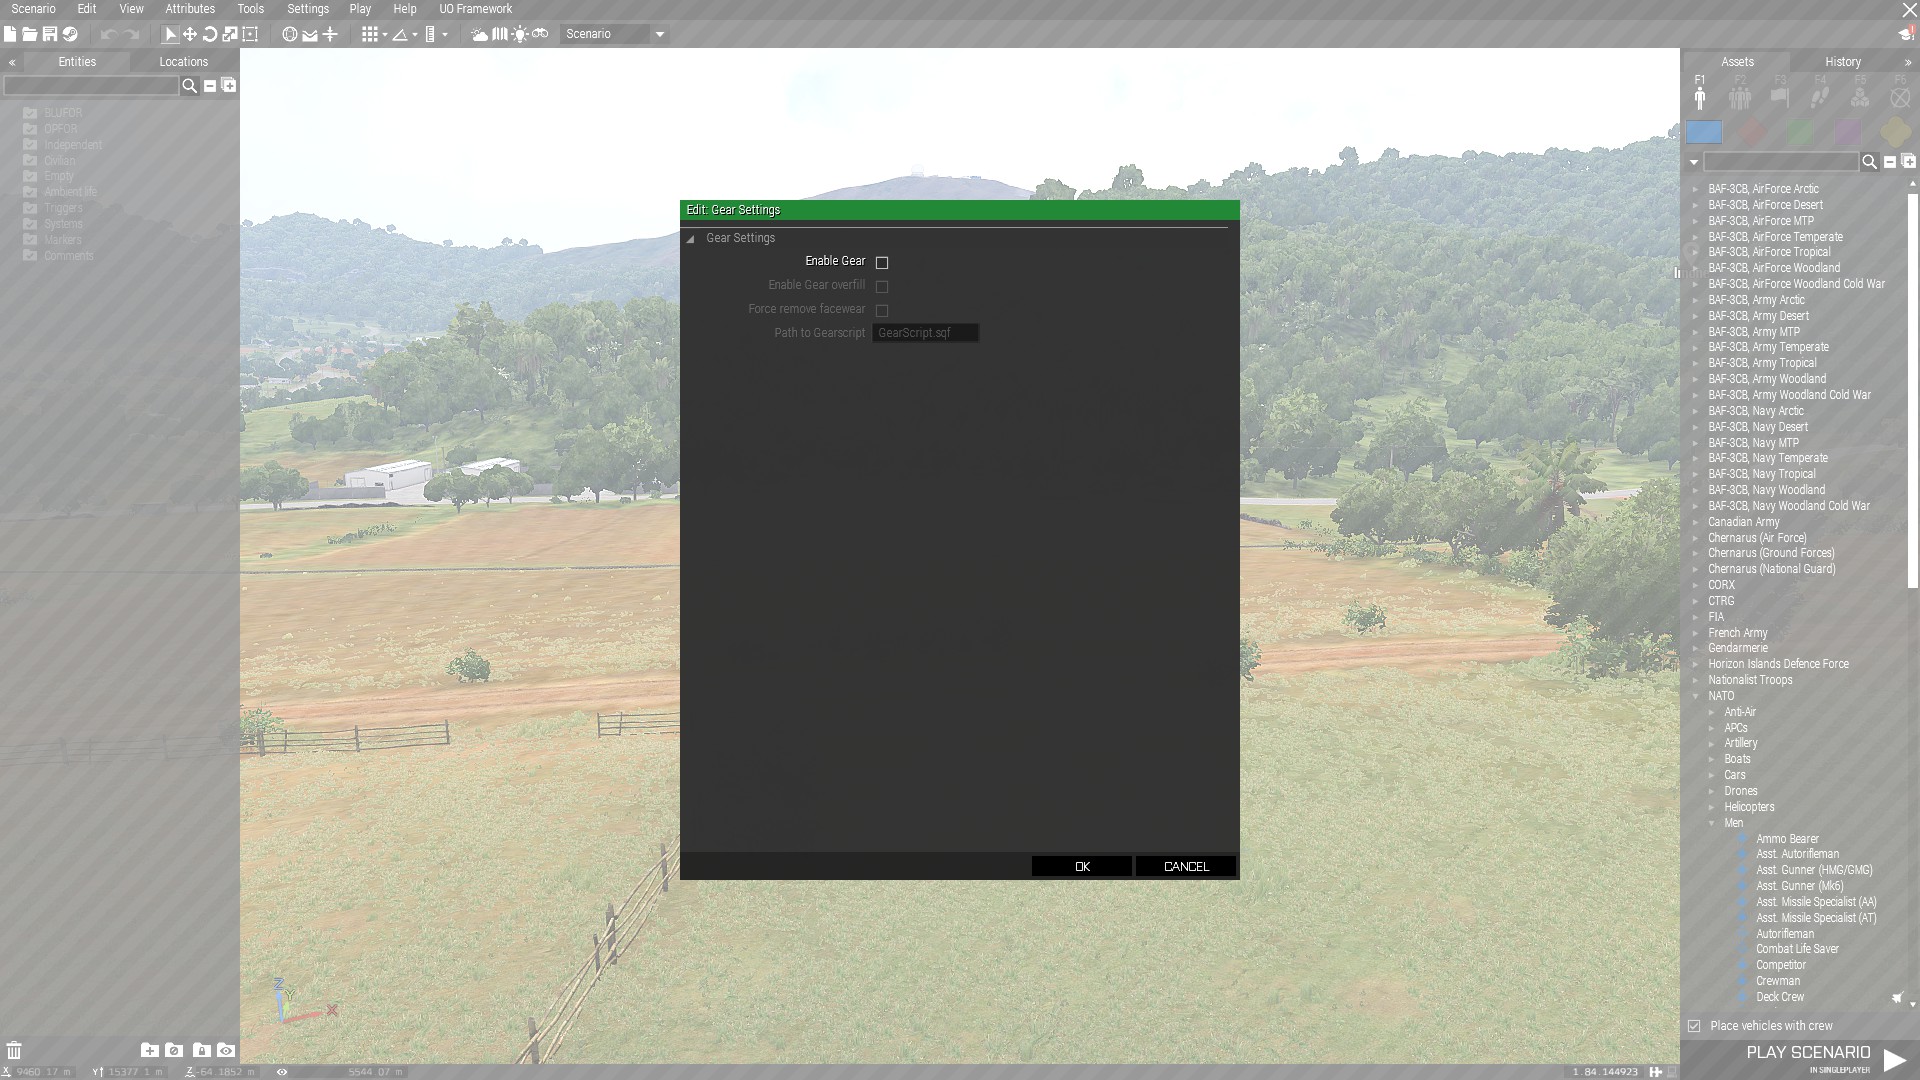 Scenario Edit View Attributes Tools Settings Play Help UO Framework
Scenario
Entities Locations
BLUFOR
OPFOR
Independent
Civilian
Empty
Ambient life
Triggers
Systems
Markers
Comments
Edit: Gear Settings
Gear Settings
Enable Gear
Enable Gear overfill
Force remove facewear
Path to Gearscript GearScript.sqf
OK CANCEL
Assets History
F1 F2 F3 F4 F5 F6
BAF-3CB, AirForce Arctic
BAF-3CB, AirForce Desert
BAF-3CB, AirForce MTP
BAF-3CB, AirForce Temperate
BAF-3CB, AirForce Tropical
BAF-3CB, AirForce Woodland
BAF-3CB, AirForce Woodland Cold War
BAF-3CB, Army Arctic
BAF-3CB, Army Desert
BAF-3CB, Army MTP
BAF-3CB, Army Temperate
BAF-3CB, Army Tropical
BAF-3CB, Army Woodland
BAF-3CB, Army Woodland Cold War
BAF-3CB, Navy Arctic
BAF-3CB, Navy Desert
BAF-3CB, Navy MTP
BAF-3CB, Navy Temperate
BAF-3CB, Navy Tropical
BAF-3CB, Navy Woodland
BAF-3CB, Navy Woodland Cold War
Canadian Army
Chernarus (Air Force)
Chernarus (Ground Forces)
Chernarus (National Guard)
CORX
CTRG
FIA
French Army
Gendarmerie
Horizon Islands Defence Force
Nationalist Troops
NATO
Anti-Air
APCs
Artillery
Boats
Cars
Drones
Helicopters
Men
Ammo Bearer
Asst. Autorifleman
Asst. Gunner (HMG/GMG)
Asst. Gunner (Mk6)
Asst. Missile Specialist (AA)
Asst. Missile Specialist (AT)
Autorifleman
Combat Life Saver
Competitor
Crewman
Deck Crew
Place vehicles with crew
PLAY SCENARIO
IN SINGLEPLAYER
Z
Y
X
X 9460.17 m Y 15377.1 m Z -64.1852 m 5544.07 m 1.84.144923